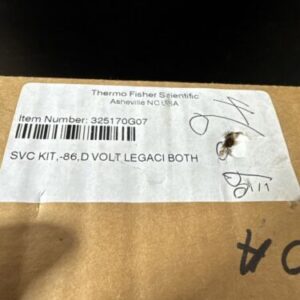 Thermo Fisher Scientific
Asheville NC USA
Item Number: 325170G07
SVC KIT,-86,D VOLT LEGACI BOTH